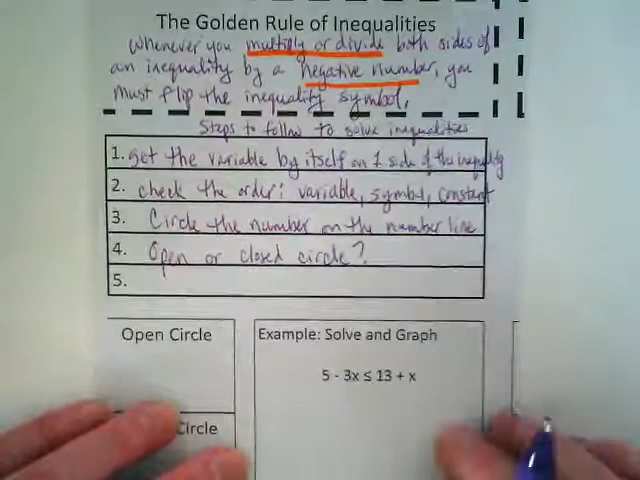 The Golden Rule of Inequalities
Whenever you multiply or divide both sides of
an inequality by a negative number, you
must flip the inequality symbol.
Steps to follow to solve inequalities
1. get the variable by itself on 1 side of the inequality
2. check the order: variable, symbol, constant
3. Circle the number on the number line
4. Open or closed circle?
5.
Open Circle
Example: Solve and Graph
5 - 3x ≤ 13 + x
Circle